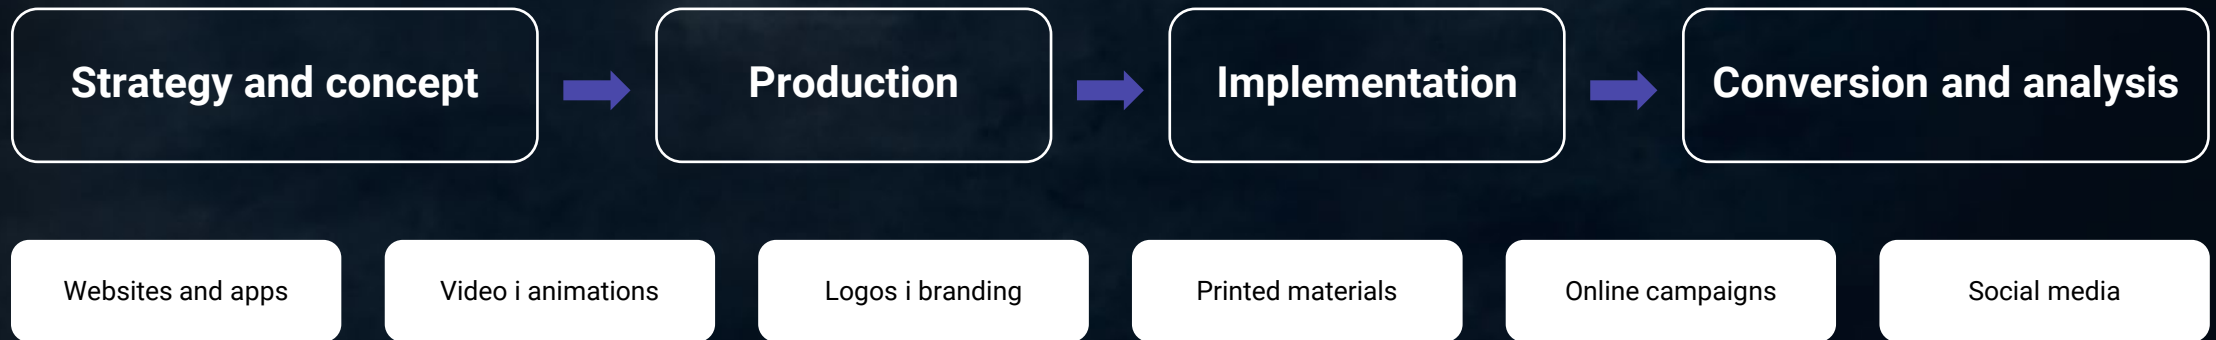 Strategy and concept
Production
Implementation
Conversion and analysis
Websites and apps
Video i animations
Logos i branding
Printed materials
Online campaigns
Social media